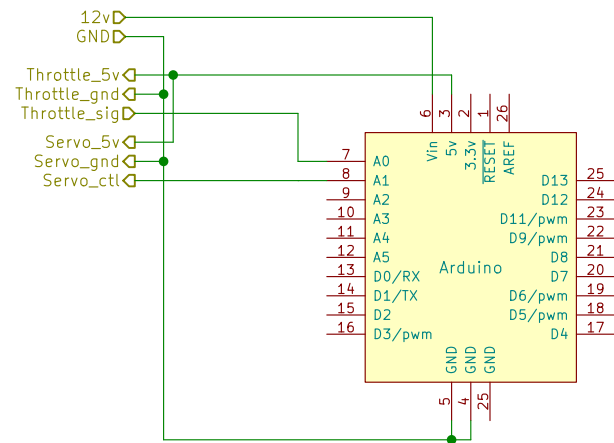 12v
GND
Throttle_5v
Throttle_gnd
Throttle_sig
Servo_5v
Servo_gnd
Servo_ctl
6 3 2 1 26
Vin 5v 3.3v RESET AREF
7 A0
8 A1
9 A2
10 A3
11 A4
12 A5
13 D0/RX
14 D1/TX
15 D2
16 D3/pwm
Arduino
D13 25
D12 24
D11/pwm 23
D9/pwm 22
D8 21
D7 20
D6/pwm 19
D5/pwm 18
D4 17
GND GND GND
5 4 25